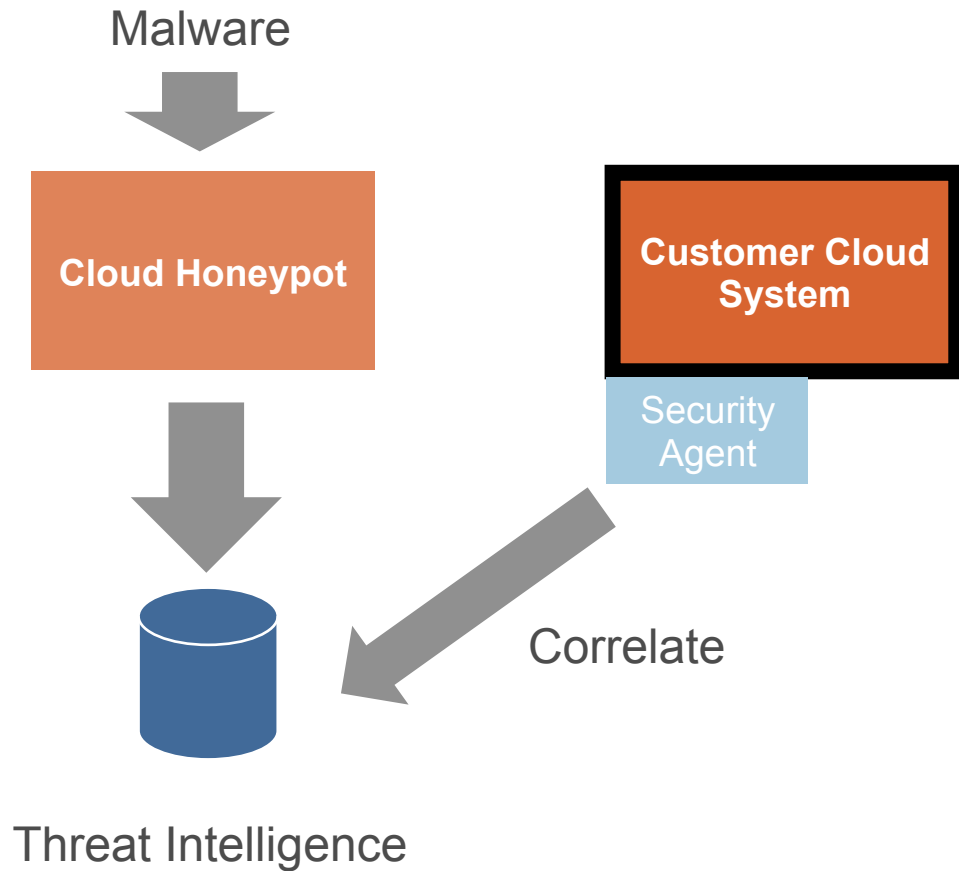 Malware
Cloud Honeypot
Customer Cloud
System
Security
Agent
Correlate
Threat Intelligence